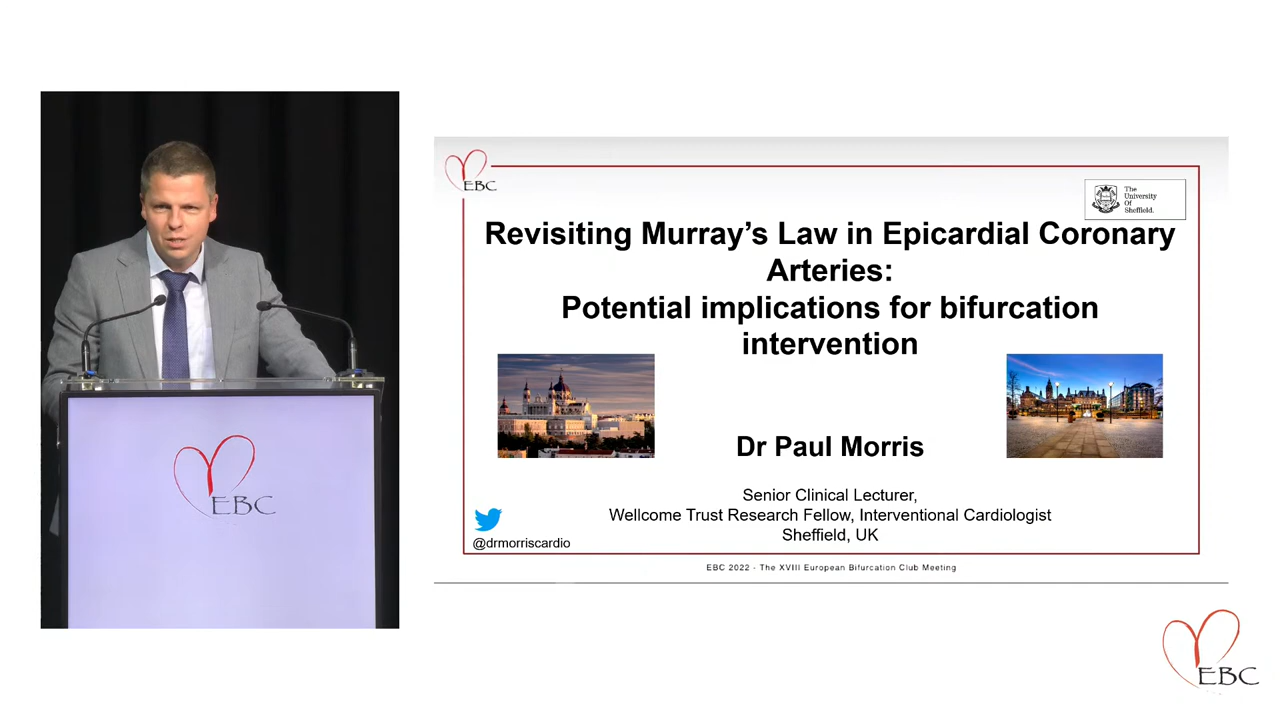 EBC
EBC
The
University
Of
Sheffield.
Revisiting Murray’s Law in Epicardial Coronary
Arteries:
Potential implications for bifurcation
intervention
Dr Paul Morris
Senior Clinical Lecturer,
Wellcome Trust Research Fellow, Interventional Cardiologist
Sheffield, UK
@drmorriscardio
EBC 2022 - The XVIII European Bifurcation Club Meeting
EBC